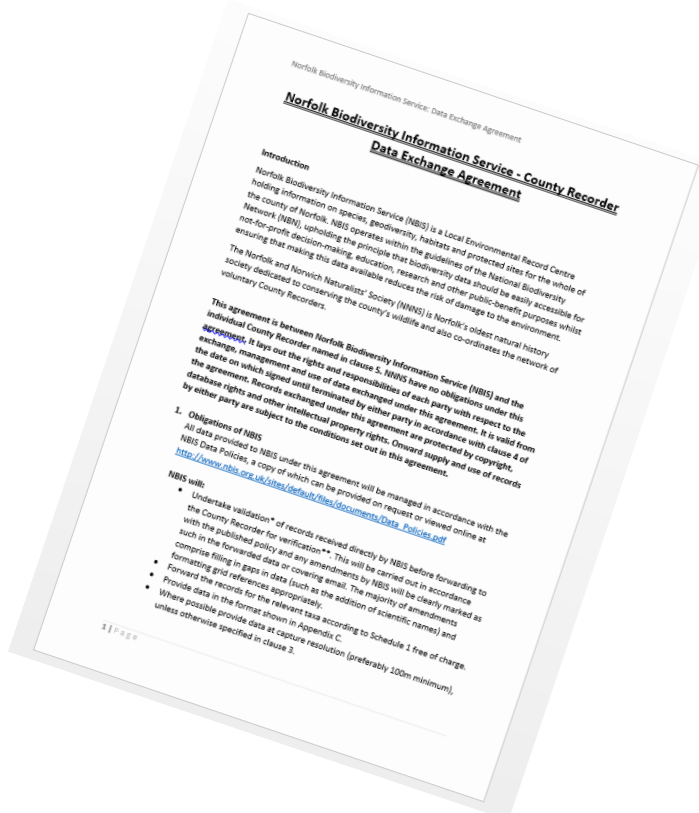 Norfolk Biodiversity Information Service: Data Exchange Agreement
Norfolk Biodiversity Information Service - County Recorder
Data Exchange Agreement
Introduction
Norfolk Biodiversity Information Service (NBIS) is a Local Environmental Record Centre
holding information on species, geodiversity, habitats and protected sites for the whole of
the county of Norfolk. NBIS operates within the guidelines of the National Biodiversity
Network (NBN), upholding the principle that biodiversity data should be easily accessible for
not-for-profit decision-making, education, research and other public-benefit purposes whilst
ensuring that making this data available reduces the risk of damage to the environment.
The Norfolk and Norwich Naturalists' Society (NNNS) is Norfolk's oldest natural history
society dedicated to conserving the county's wildlife and also co-ordinates the network of
voluntary County Recorders.
This agreement is between Norfolk Biodiversity Information Service (NBIS) and the
individual County Recorder named in clause 5. NNNS have no obligations under this
agreement. It lays out the rights and responsibilities of each party with respect to the
exchange, management and use of data exchanged under this agreement. It is valid from
the date on which signed until terminated by either party in accordance with clause 4 of
the agreement. Records exchanged under this agreement are protected by copyright,
database rights and other intellectual property rights. Onward supply and use of records
by either party are subject to the conditions set out in this agreement.
1. Obligations of NBIS
All data provided to NBIS under this agreement will be managed in accordance with the
NBIS Data Policies, a copy of which can be provided on request or viewed online at
http://www.nbis.org.uk/sites/default/files/documents/Data_Policies.pdf
NBIS will:
• Undertake validation* of records received directly by NBIS before forwarding to
the County Recorder for verification**. This will be carried out in accordance
with the published policy and any amendments by NBIS will be clearly marked as
such in the forwarded data or covering email. The majority of amendments
comprise filling in gaps in data (such as the addition of scientific names) and
formatting grid references appropriately.
• Forward the records for the relevant taxa according to Schedule 1 free of charge.
• Provide data in the format shown in Appendix C.
• Where possible provide data at capture resolution (preferably 100m minimum),
unless otherwise specified in clause 3.
1 | Page